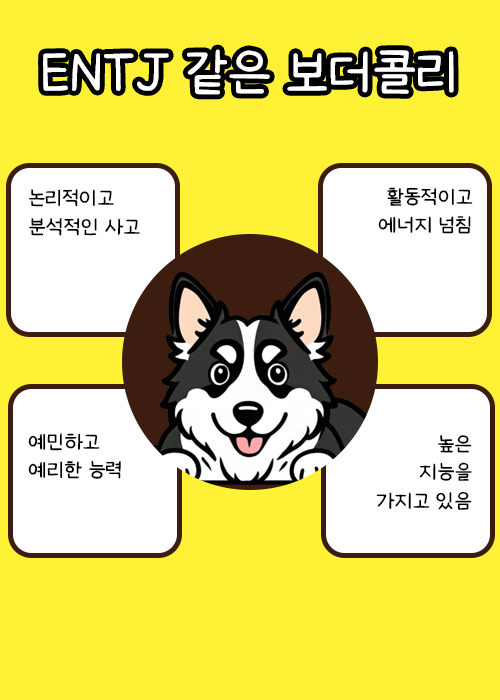 ENTJ 같은 보더콜리
논리적이고
분석적인 사고
활동적이고
에너지 넘침
예민하고
예리한 능력
높은
지능을
가지고 있음